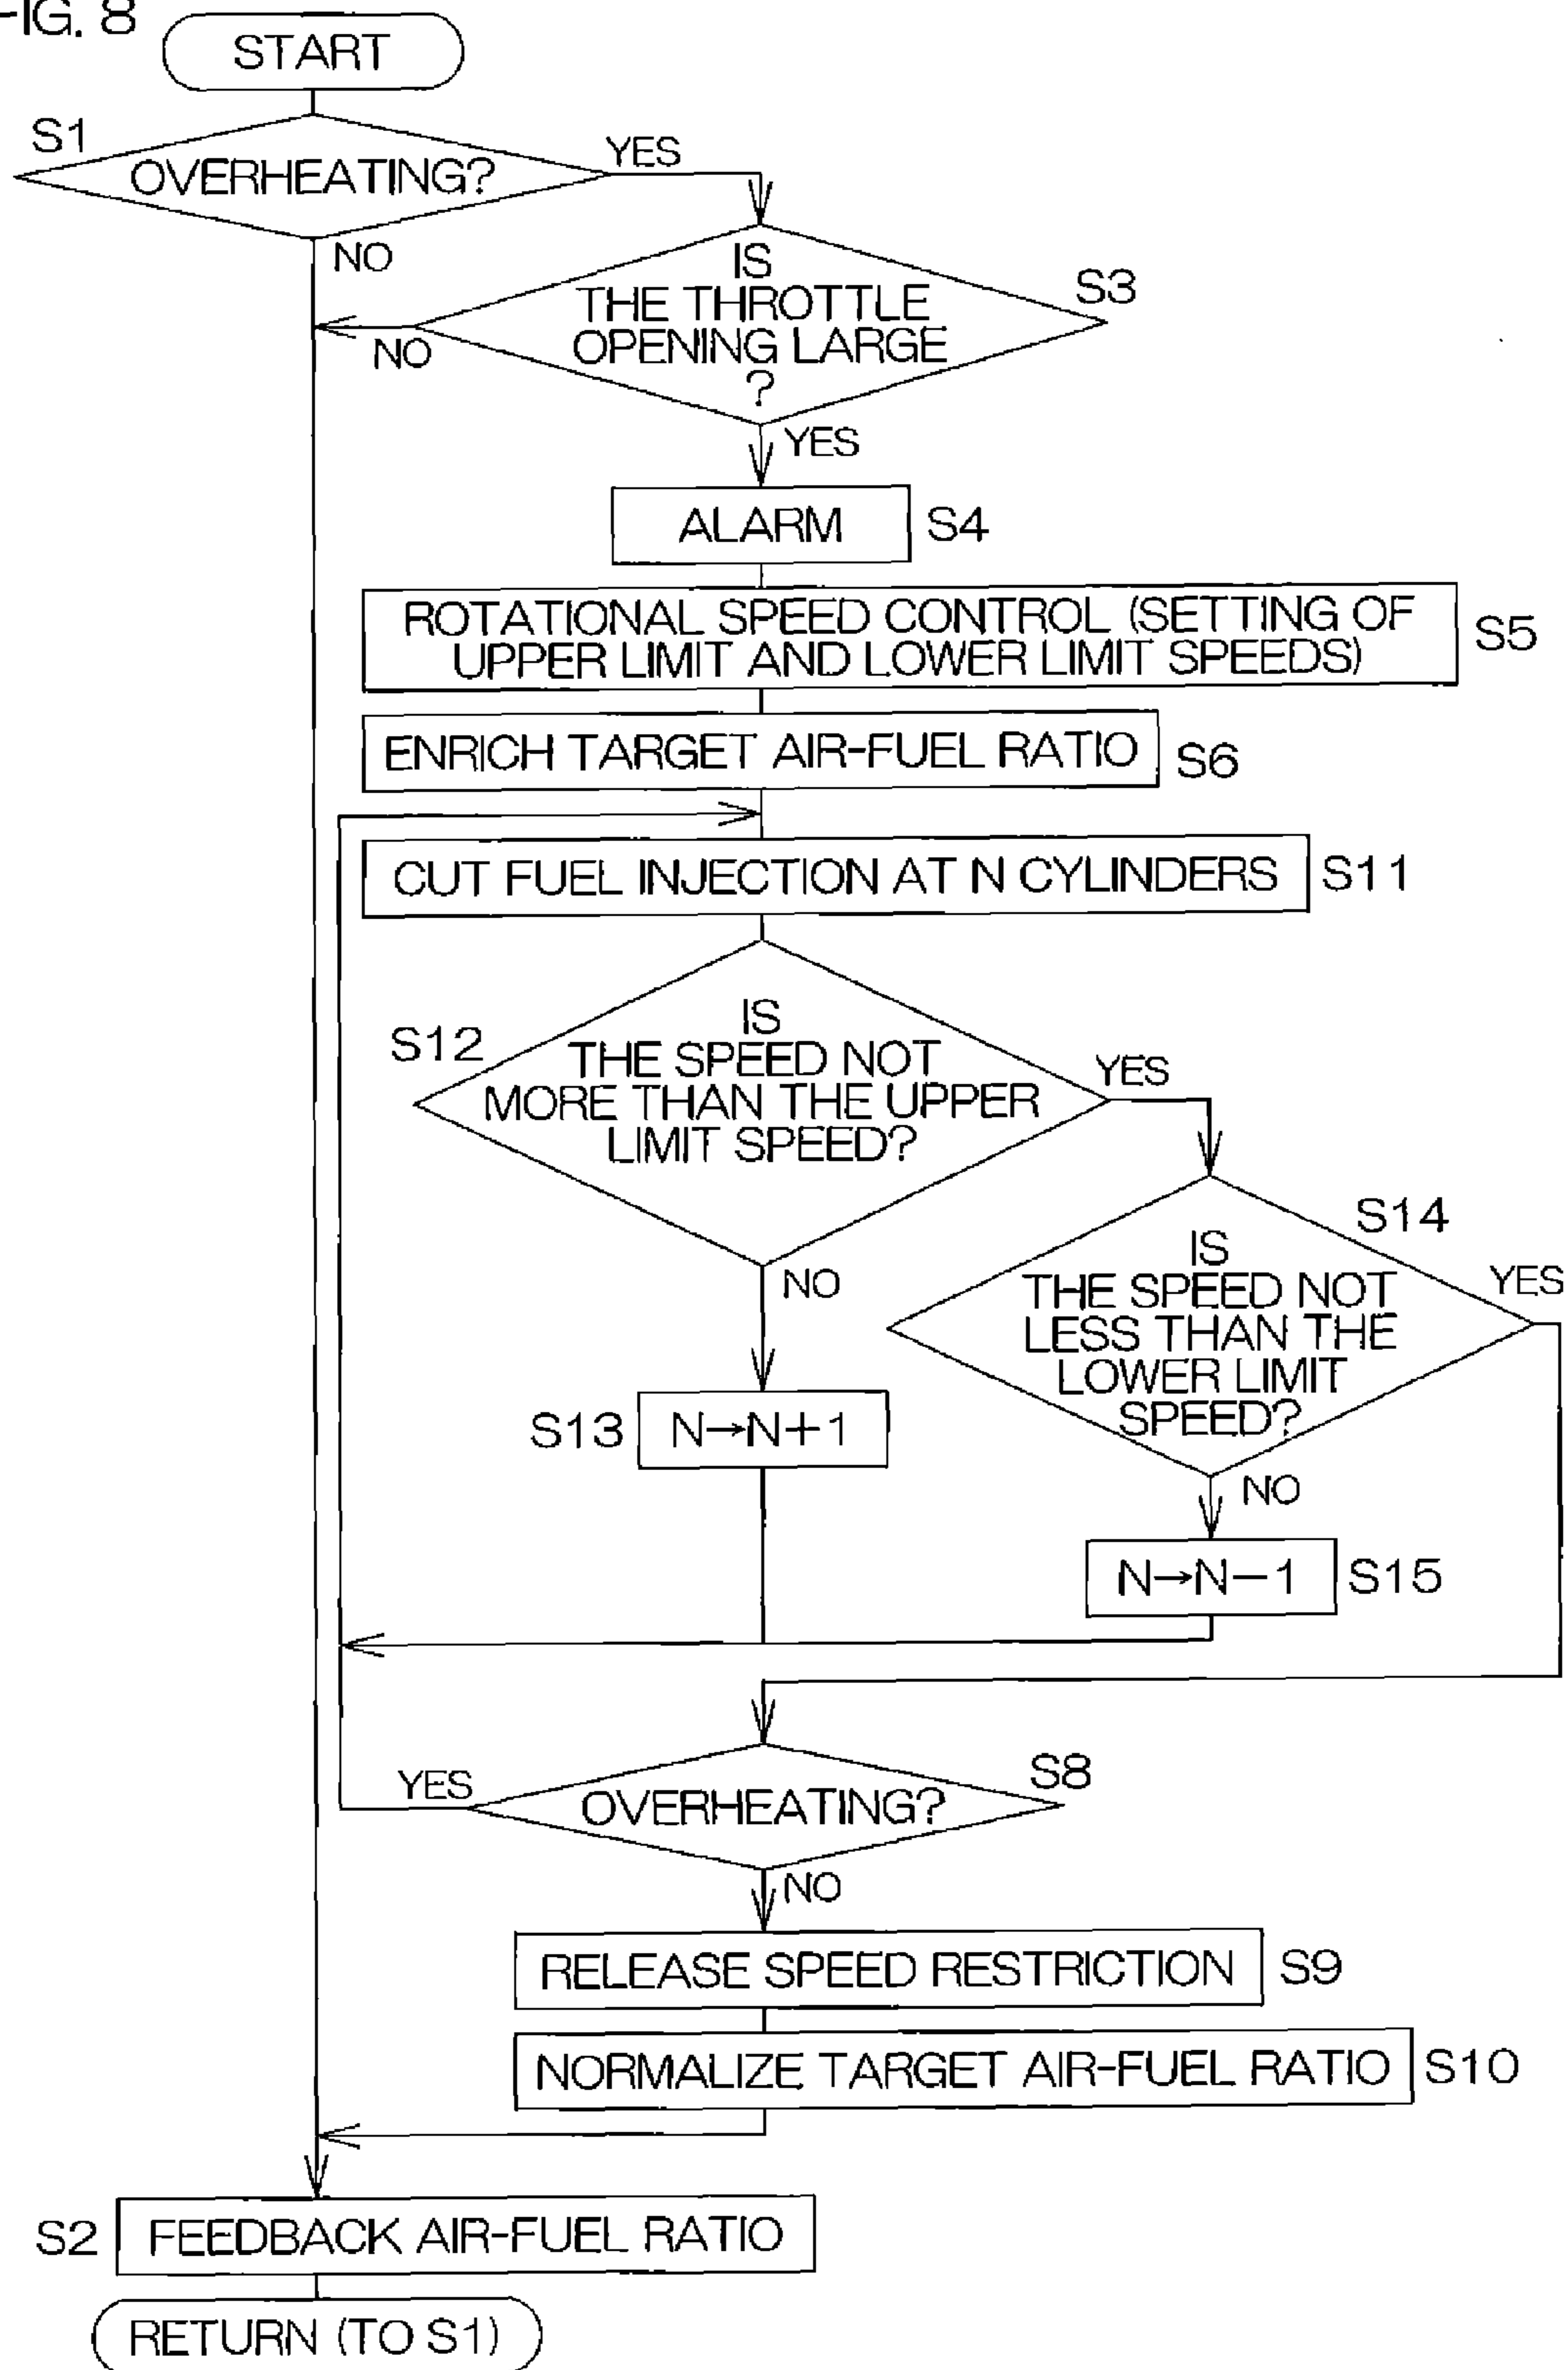 FIG. 8
START
S1
OVERHEATING?
YES
NO
IS
THE THROTTLE
OPENING LARGE
?
S3
NO
YES
ALARM
S4
ROTATIONAL SPEED CONTROL (SETTING OF
UPPER LIMIT AND LOWER LIMIT SPEEDS)
S5
ENRICH TARGET AIR-FUEL RATIO
S6
CUT FUEL INJECTION AT N CYLINDERS
S11
S12
IS
THE SPEED NOT
MORE THAN THE UPPER
LIMIT SPEED?
YES
NO
S14
IS
THE SPEED NOT
LESS THAN THE
LOWER LIMIT
SPEED?
YES
NO
S13
N→N+1
N→N−1
S15
YES
OVERHEATING?
S8
NO
RELEASE SPEED RESTRICTION
S9
NORMALIZE TARGET AIR-FUEL RATIO
S10
S2
FEEDBACK AIR-FUEL RATIO
RETURN (TO S1)